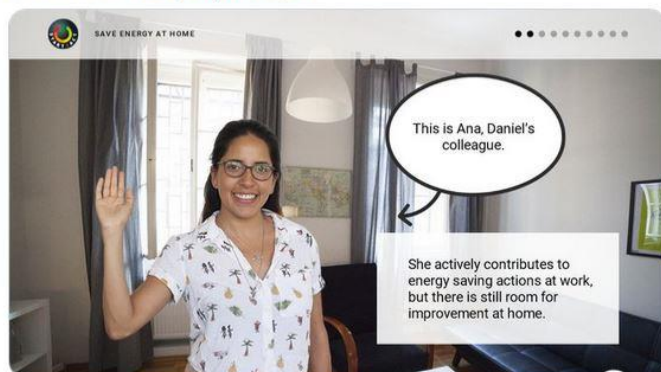 SAVE ENERGY AT HOME
This is Ana, Daniel's
colleague.
She actively contributes to
energy saving actions at work,
but there is still room for
improvement at home.